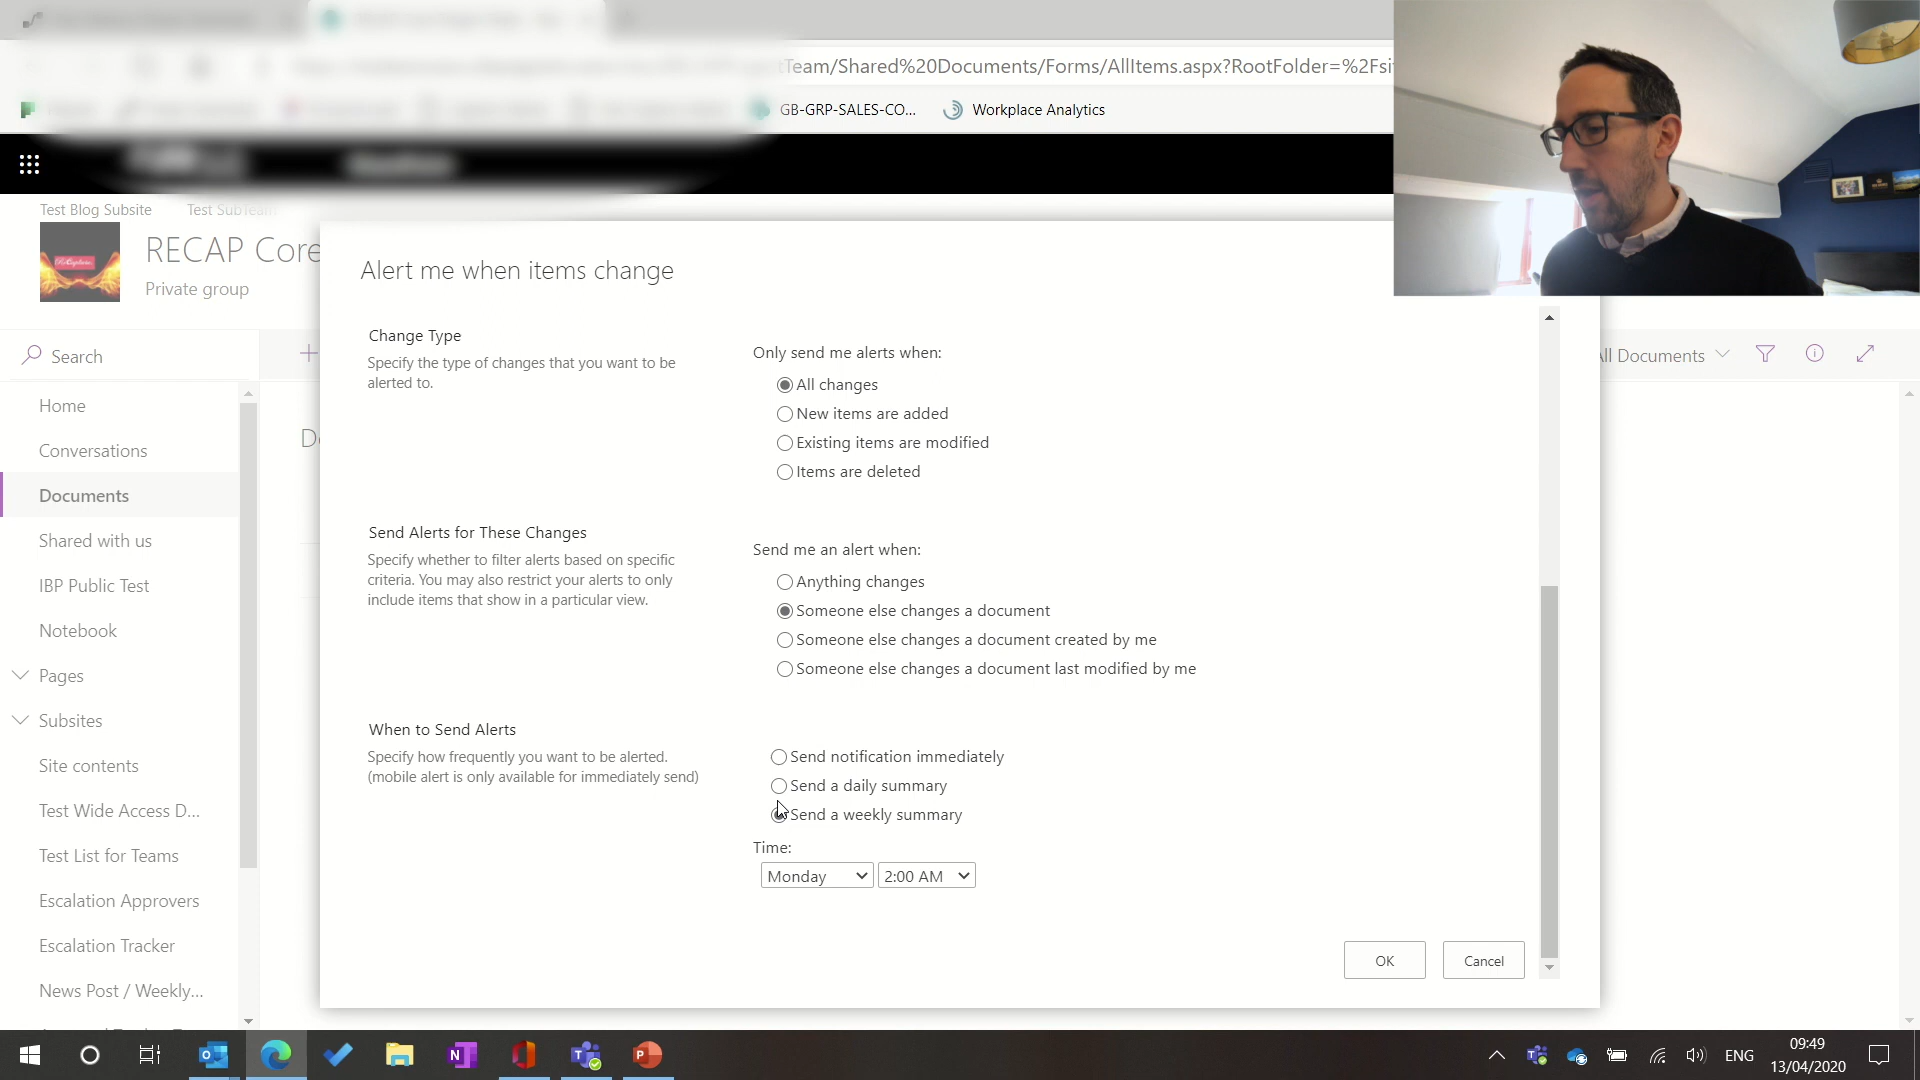 Team/Shared%20Documents/Forms/AllItems.aspx?RootFolder=%2Fsi
GB-GRP-SALES-CO...
Workplace Analytics
Test Blog Subsite
Test SubTeam
RECAP Core
Private group
Alert me when items change
Search
All Documents
Home
Conversations
Documents
Shared with us
IBP Public Test
Notebook
Pages
Subsites
Site contents
Test Wide Access D...
Test List for Teams
Escalation Approvers
Escalation Tracker
News Post / Weekly...
Change Type
Specify the type of changes that you want to be
alerted to.
Only send me alerts when:
All changes
New items are added
Existing items are modified
Items are deleted
Send Alerts for These Changes
Specify whether to filter alerts based on specific
criteria. You may also restrict your alerts to only
include items that show in a particular view.
Send me an alert when:
Anything changes
Someone else changes a document
Someone else changes a document created by me
Someone else changes a document last modified by me
When to Send Alerts
Specify how frequently you want to be alerted.
(mobile alert is only available for immediately send)
Send notification immediately
Send a daily summary
Send a weekly summary
Time:
Monday
2:00 AM
OK
Cancel
ENG
09:49
13/04/2020